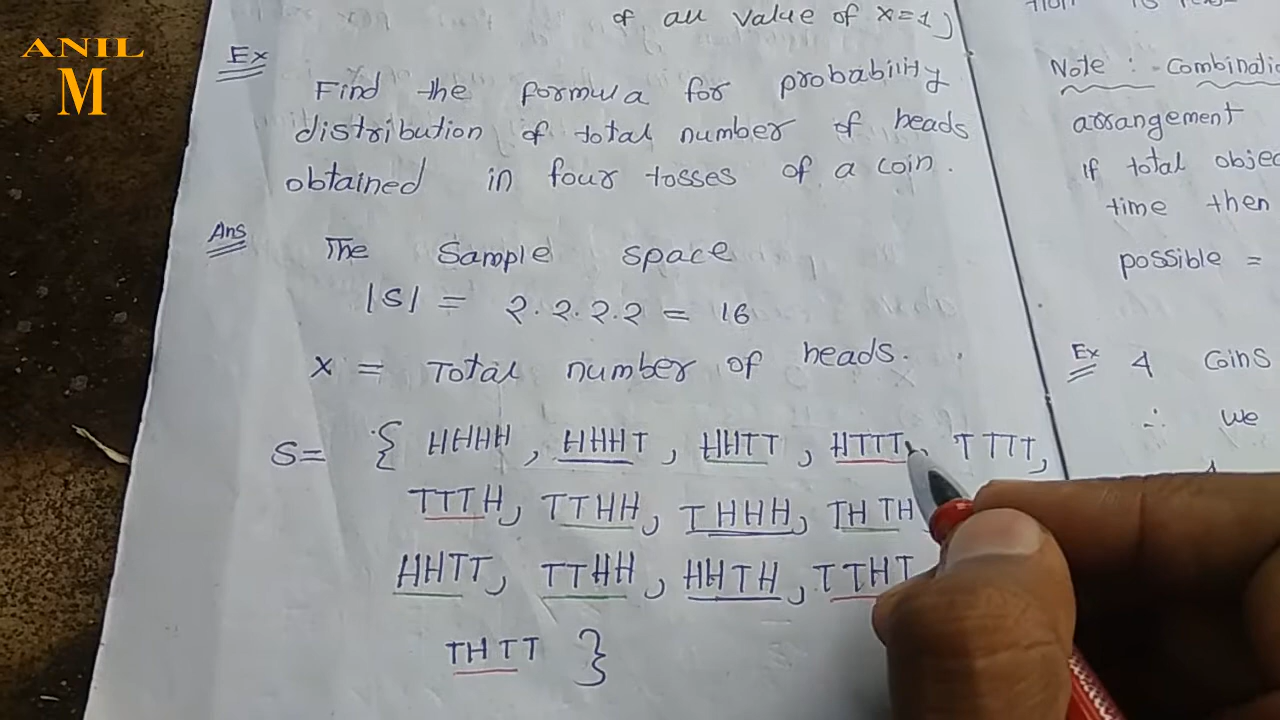 ANIL
M
of all value of x=1)
Ex
Find the formula for probability
distribution of total number of heads
obtained in four tosses of a coin.
Ans
The Sample space
|S| = 2.2.2.2 = 16
X = Total number of heads.
S= { HHHH, HHHT, HHTT, HTTT, TTTT,
TTTH, TTHH, THHH, THTH
HHTT, TTHH, HHTH, TTHT
THTT }
Note : Combinatio
arrangement
if total objec
time then
possible =
Ex 4 coins
∴ we